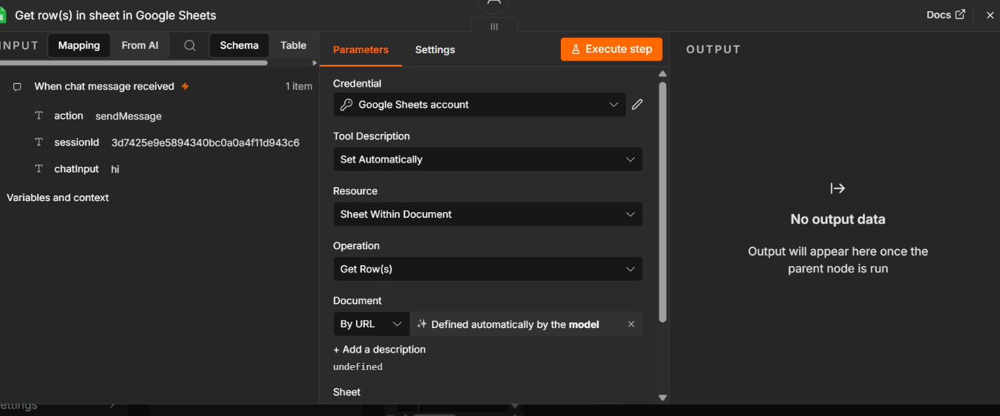 Get row(s) in sheet in Google Sheets
Docs
INPUT
Mapping
From AI
Schema
Table
Parameters
Settings
Execute step
OUTPUT
When chat message received
1 item
action sendMessage
sessionId 3d7425e9e5894340bc0a0a4f11d943c6
chatInput hi
Variables and context
Credential
Google Sheets account
Tool Description
Set Automatically
Resource
Sheet Within Document
Operation
Get Row(s)
Document
By URL
Defined automatically by the model
+ Add a description
undefined
Sheet
No output data
Output will appear here once the
parent node is run
ettings